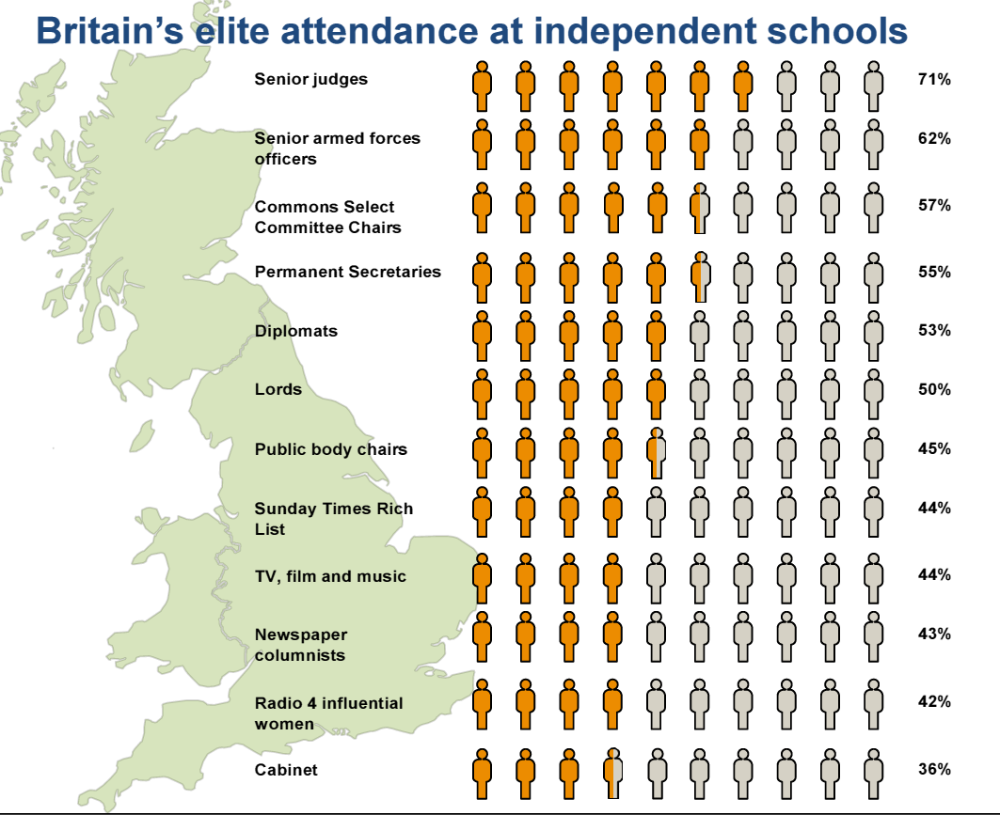 Britain’s elite attendance at independent schools
Senior judges 71%
Senior armed forces
officers 62%
Commons Select
Committee Chairs 57%
Permanent Secretaries 55%
Diplomats 53%
Lords 50%
Public body chairs 45%
Sunday Times Rich
List 44%
TV, film and music 44%
Newspaper
columnists 43%
Radio 4 influential
women 42%
Cabinet 36%